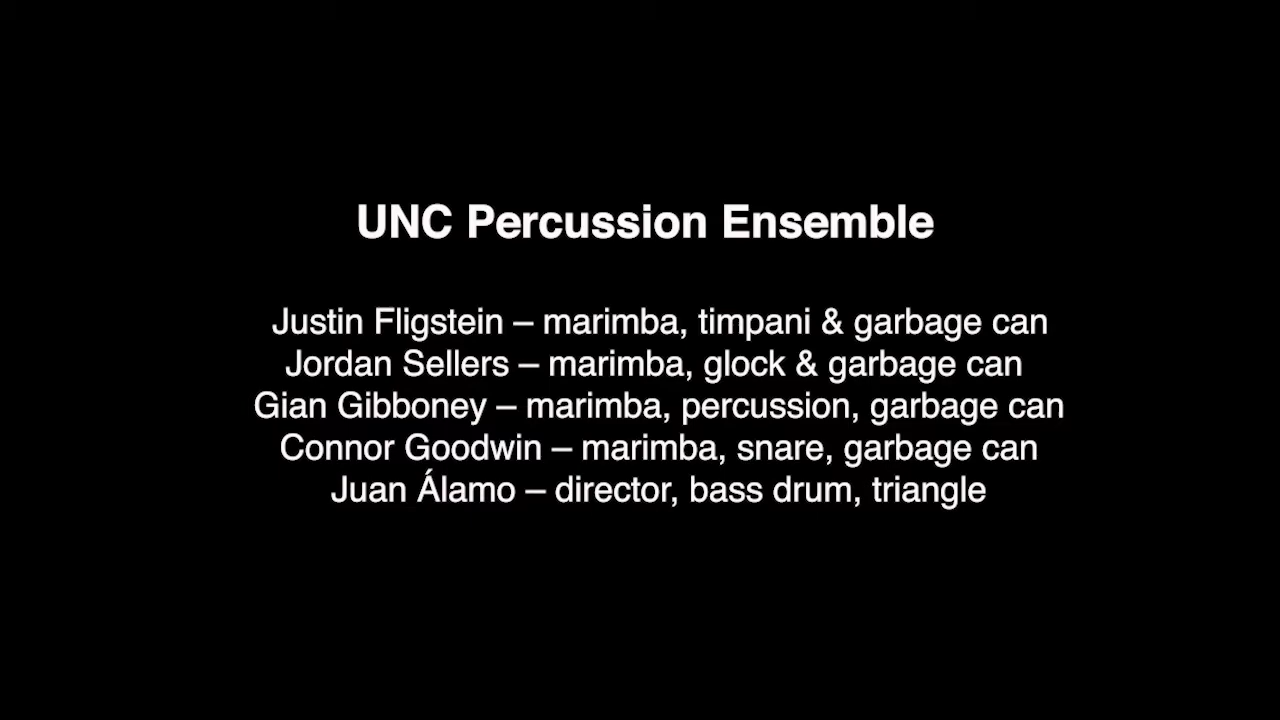 UNC Percussion Ensemble
Justin Fligstein – marimba, timpani & garbage can
Jordan Sellers – marimba, glock & garbage can
Gian Gibboney – marimba, percussion, garbage can
Connor Goodwin – marimba, snare, garbage can
Juan Álamo – director, bass drum, triangle